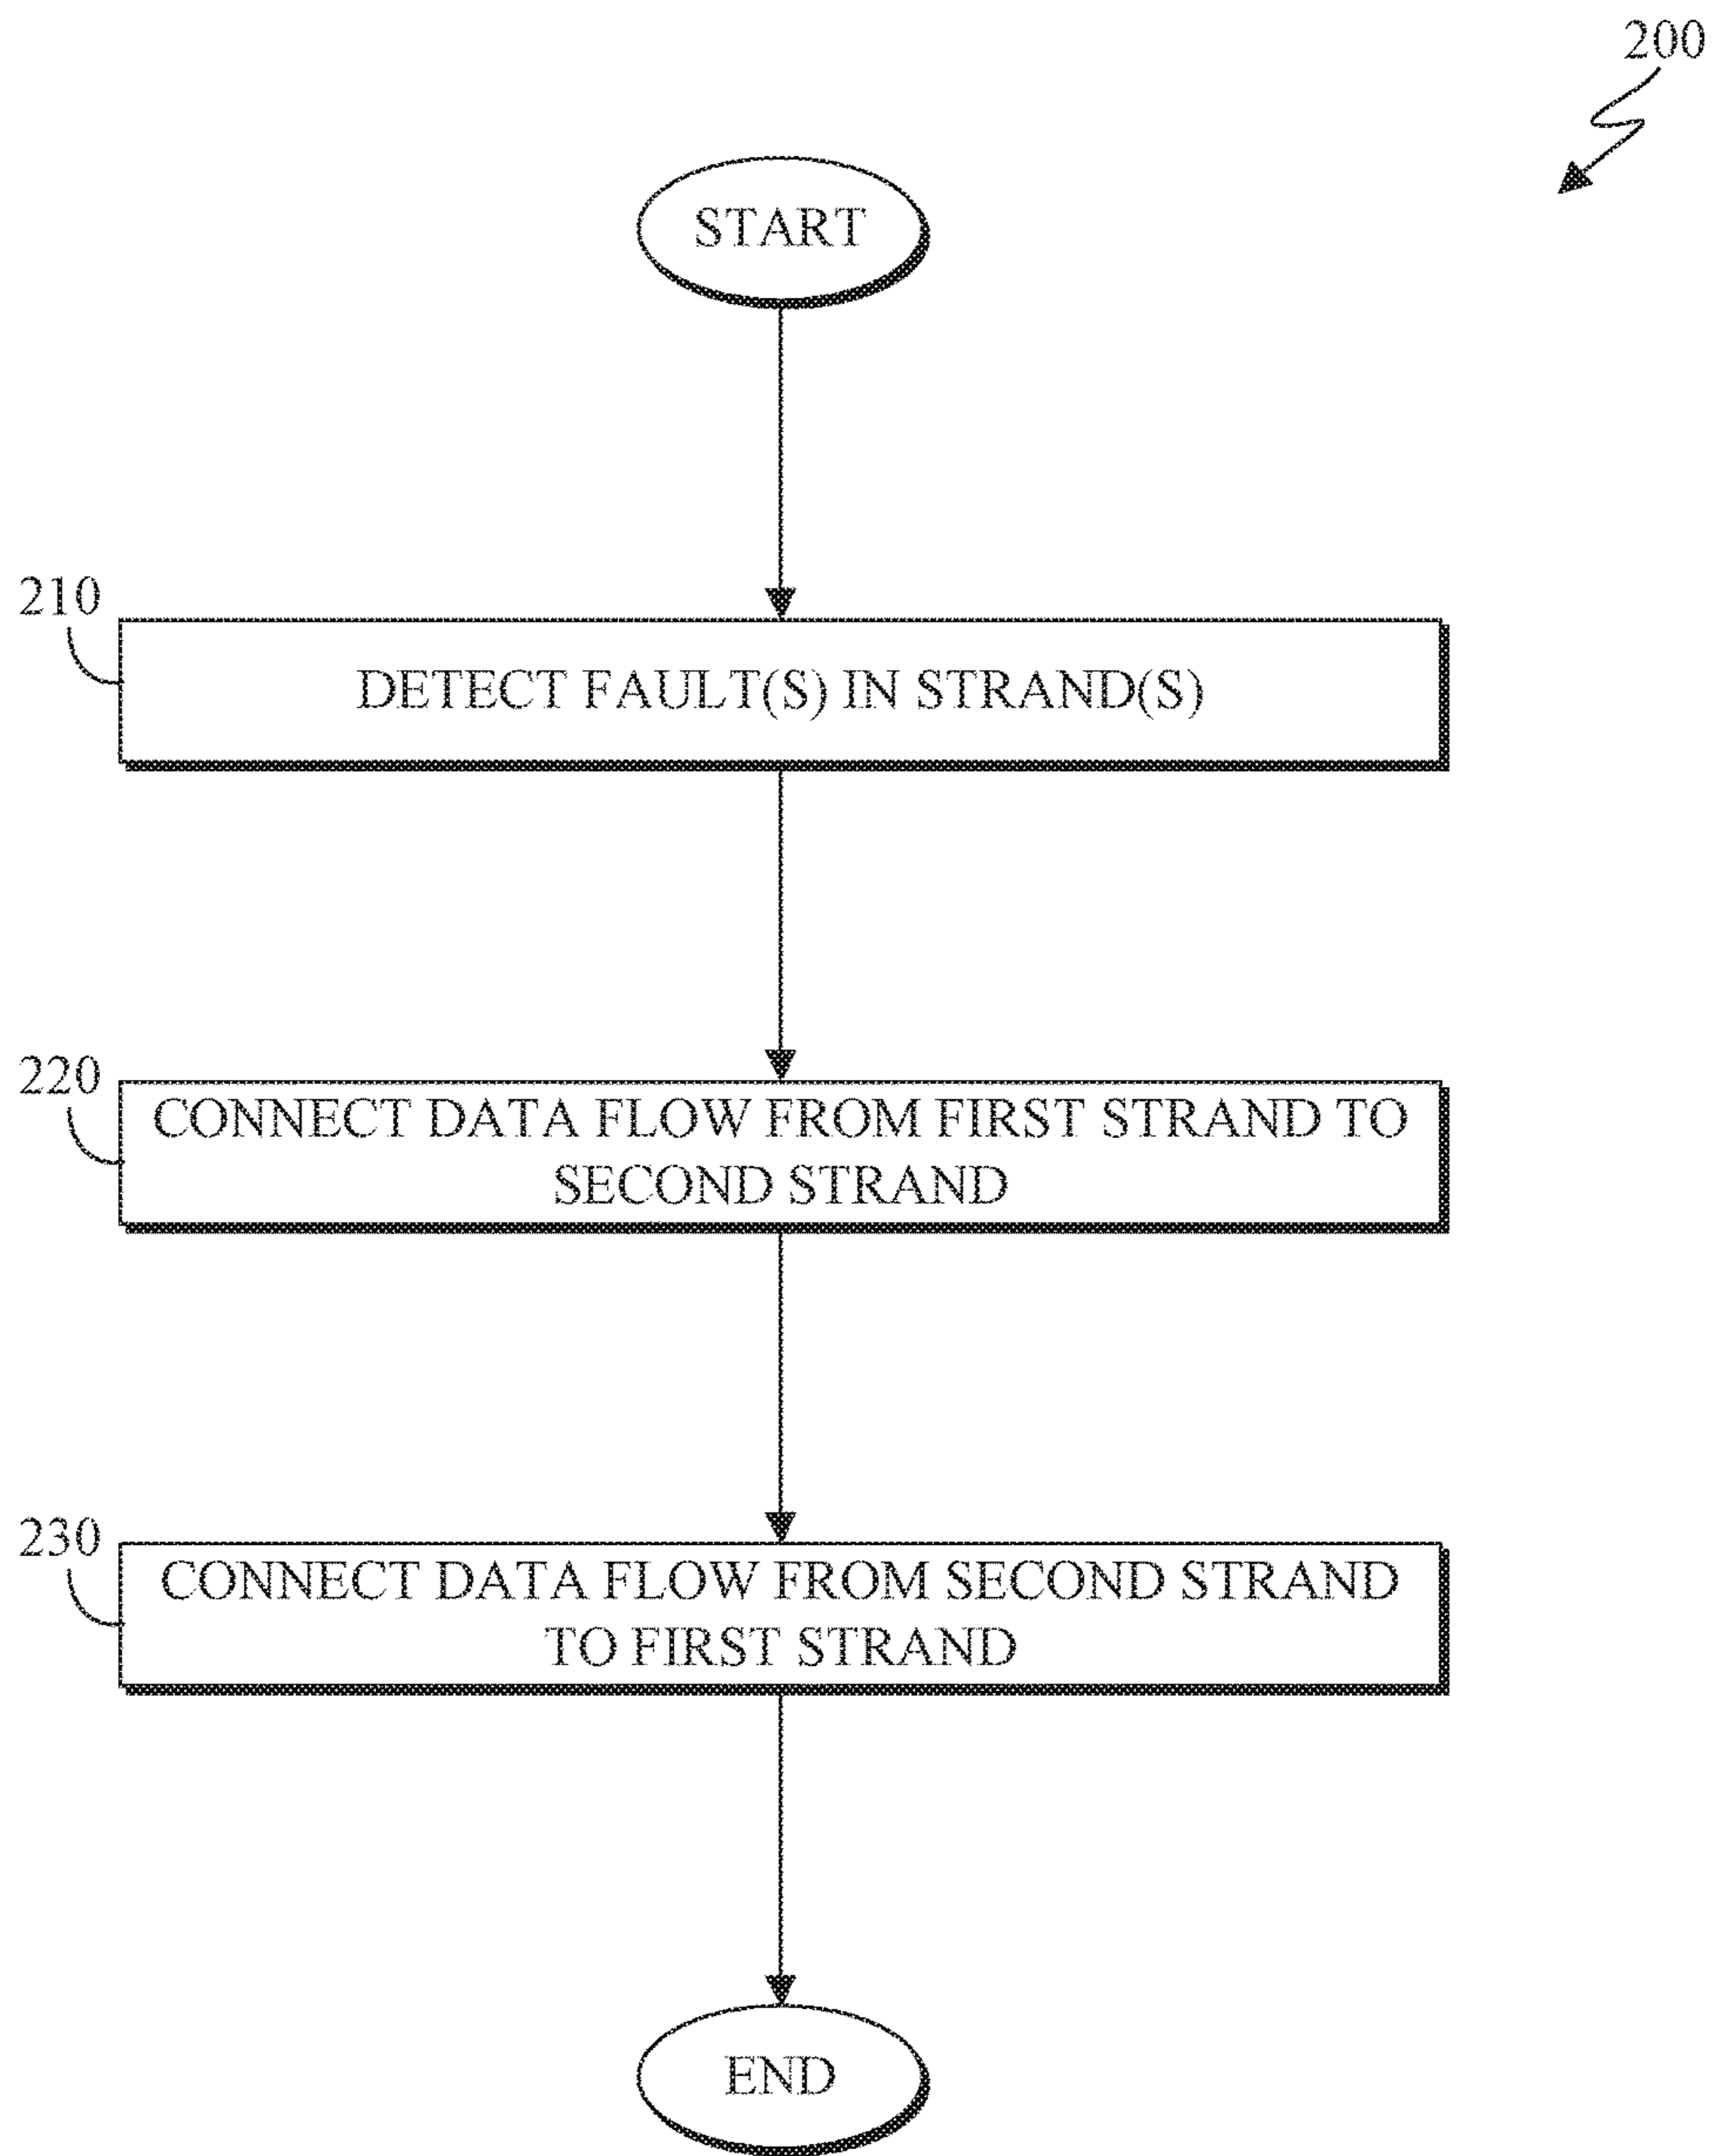 200
START
210
DETECT FAULT(S) IN STRAND(S)
220
CONNECT DATA FLOW FROM FIRST STRAND TO
SECOND STRAND
230
CONNECT DATA FLOW FROM SECOND STRAND
TO FIRST STRAND
END